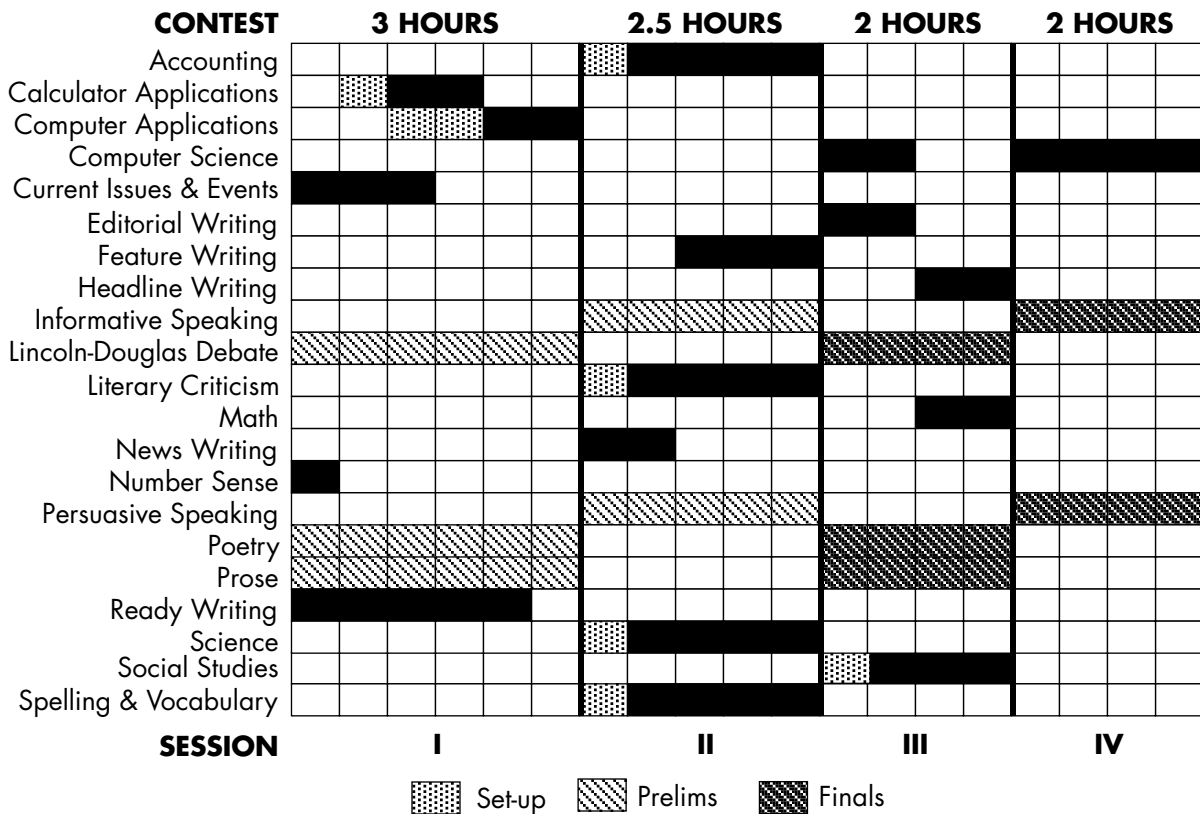 CONTEST 3 HOURS 2.5 HOURS 2 HOURS 2 HOURS
Accounting
Calculator Applications
Computer Applications
Computer Science
Current Issues & Events
Editorial Writing
Feature Writing
Headline Writing
Informative Speaking
Lincoln-Douglas Debate
Literary Criticism
Math
News Writing
Number Sense
Persuasive Speaking
Poetry
Prose
Ready Writing
Science
Social Studies
Spelling & Vocabulary
SESSION I II III IV
Set-up Prelims Finals